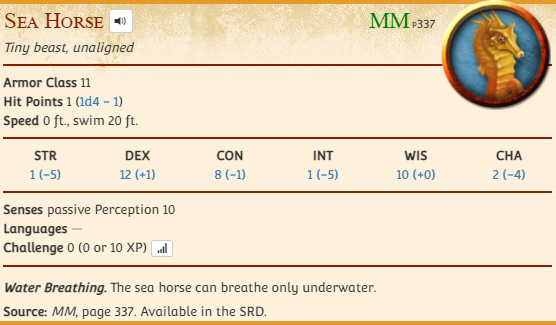 Sea Horse
MM P337
Tiny beast, unaligned
Armor Class 11
Hit Points 1 (1d4 − 1)
Speed 0 ft., swim 20 ft.
STR DEX CON INT WIS CHA
1 (−5) 12 (+1) 8 (−1) 1 (−5) 10 (+0) 2 (−4)
Senses passive Perception 10
Languages —
Challenge 0 (0 or 10 XP)
Water Breathing. The sea horse can breathe only underwater.
Source: MM, page 337. Available in the SRD.